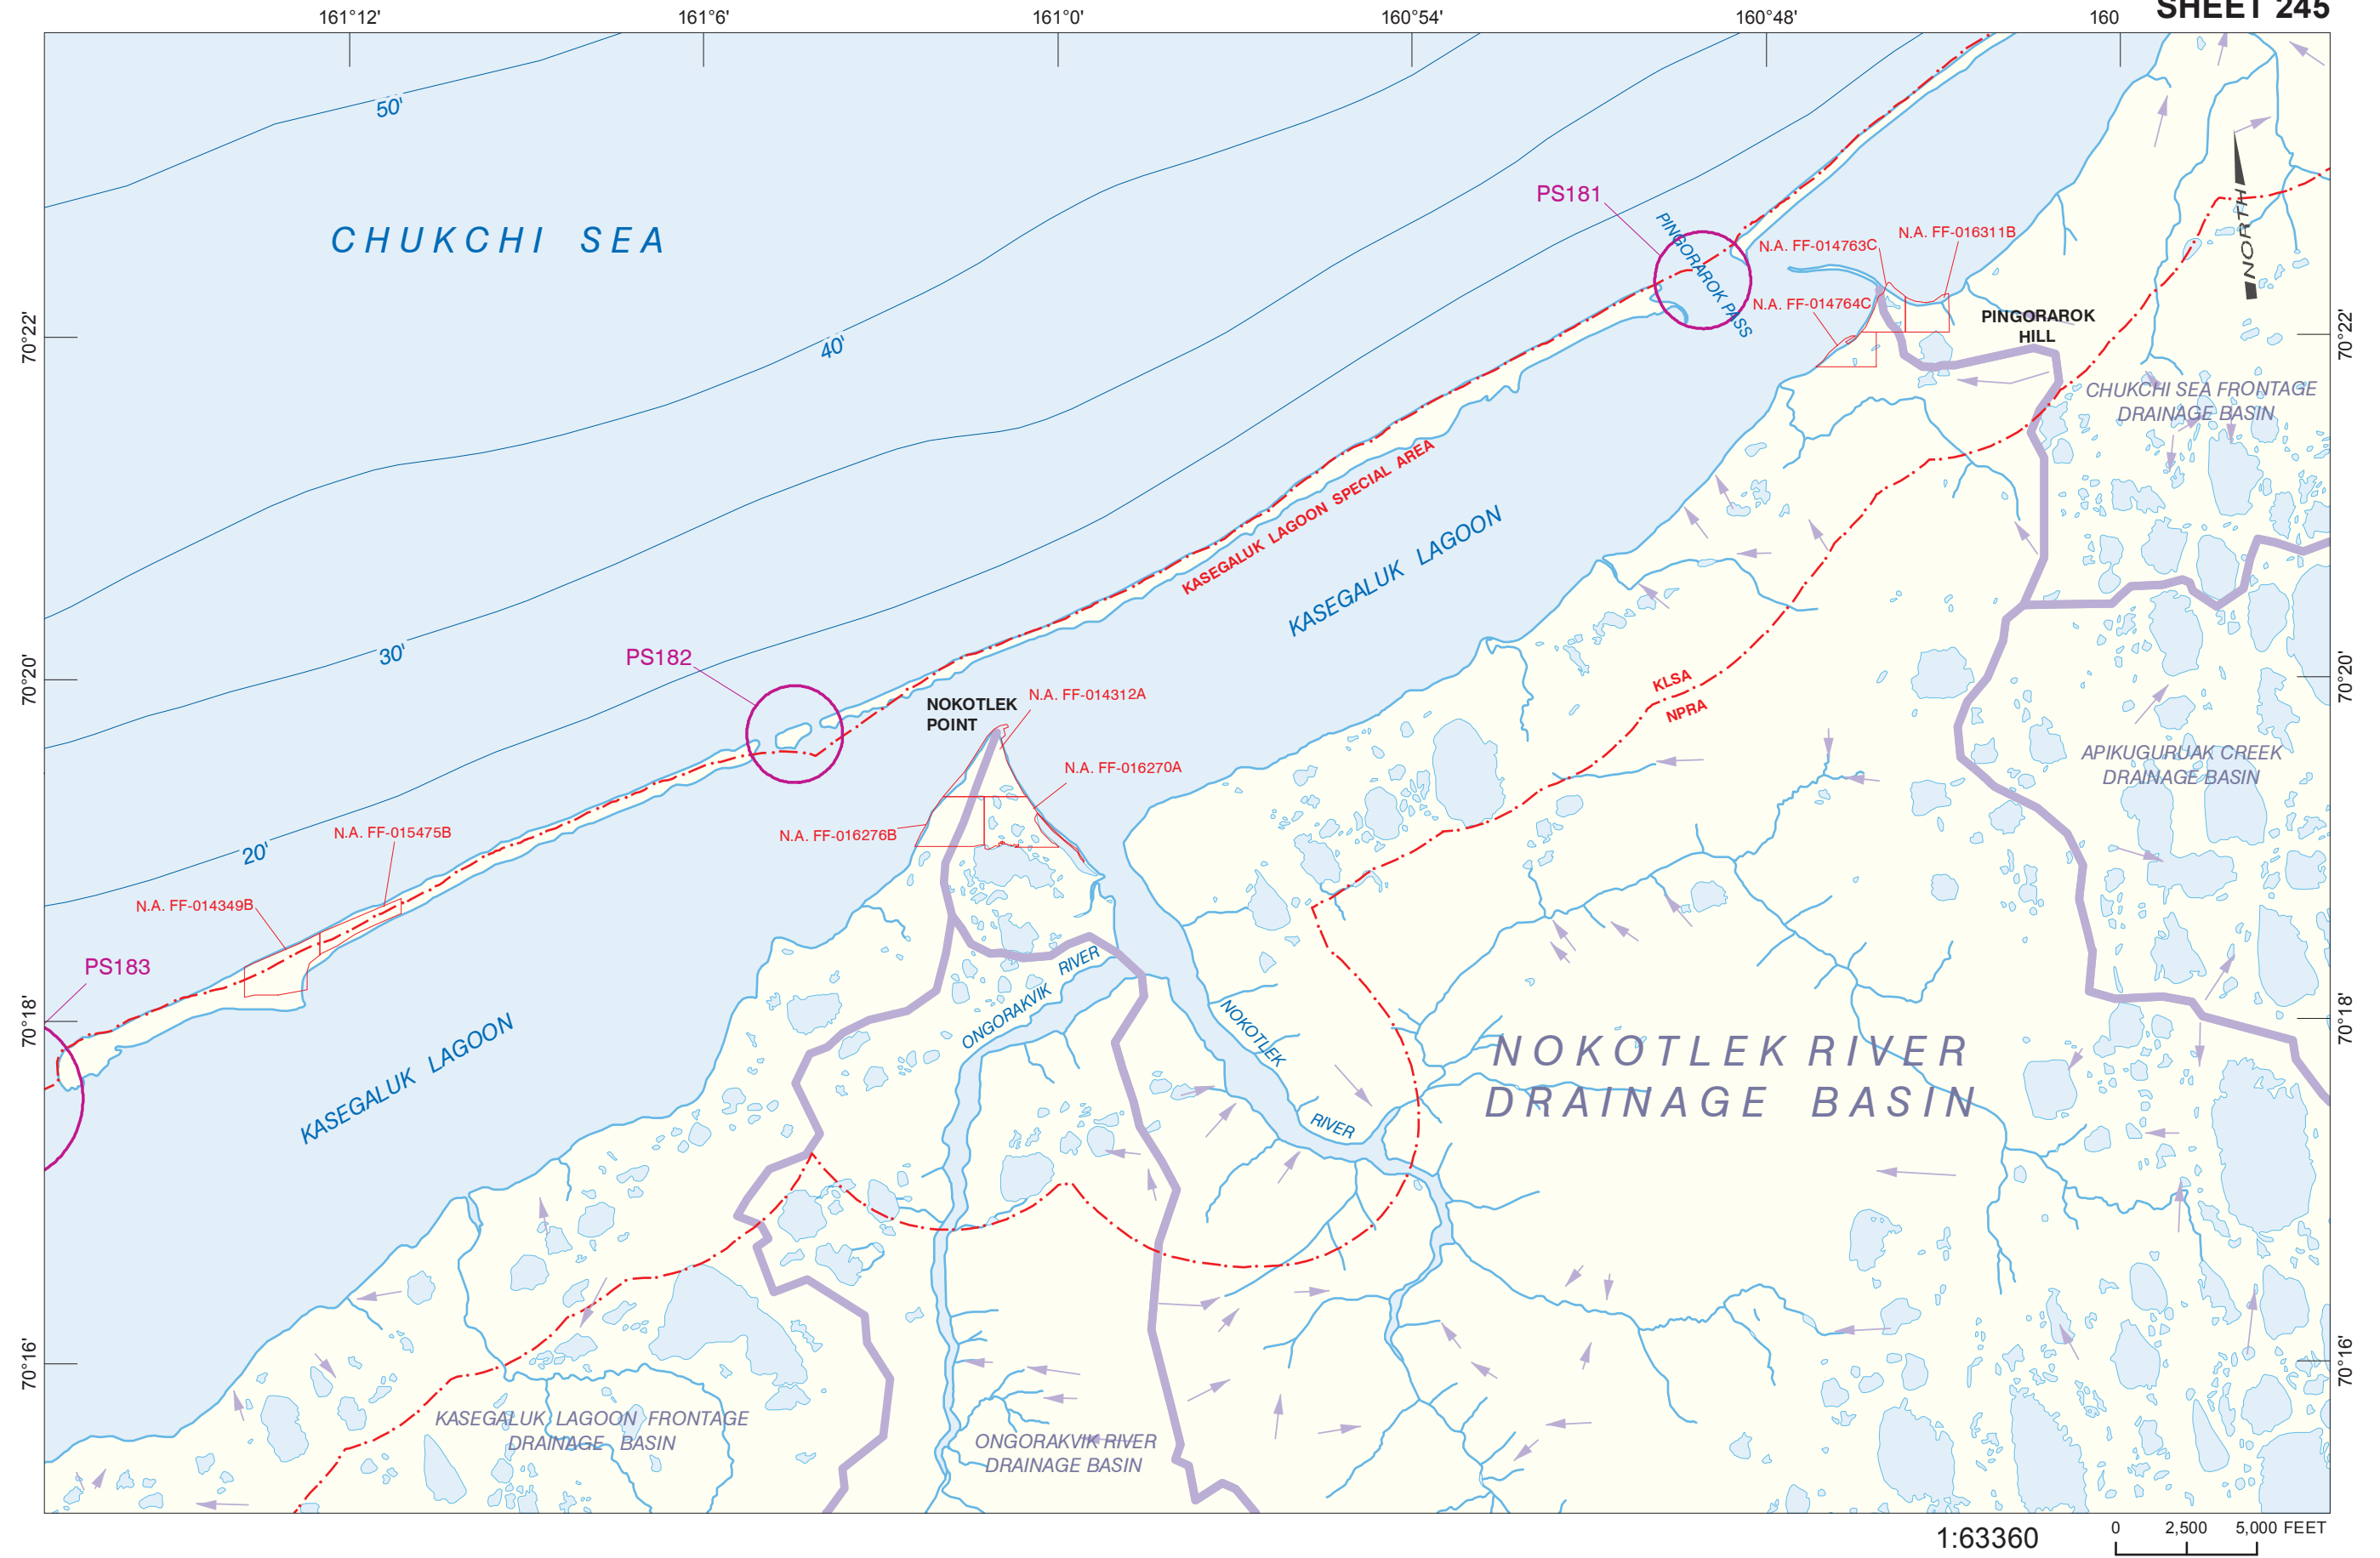 SHEET 245
161°12'
161°6'
161°0'
160°54'
160°48'
160
50'
CHUKCHI SEA
PS181
PINGORAROK PASS
N.A. FF-014763C
N.A. FF-016311B
N.A. FF-014764C
PINGORAROK
HILL
NORTH
70°22'
70°22'
40'
CHUKCHI SEA FRONTAGE
DRAINAGE BASIN
KASEGALUK LAGOON SPECIAL AREA
KASEGALUK LAGOON
30'
PS182
70°20'
70°20'
KLSA
NPRA
NOKOTLEK
POINT
N.A. FF-014312A
N.A. FF-016270A
APIKUGURUAK CREEK
DRAINAGE BASIN
N.A. FF-015475B
N.A. FF-016276B
20'
N.A. FF-014349B
PS183
70°18'
70°18'
ONGORAKVIK
RIVER
NOKOTLEK
RIVER
KASEGALUK LAGOON
NOKOTLEK RIVER
DRAINAGE BASIN
70°16'
70°16'
KASEGALUK LAGOON FRONTAGE
DRAINAGE BASIN
ONGORAKVIK RIVER
DRAINAGE BASIN
1:63360
0 2,500 5,000 FEET